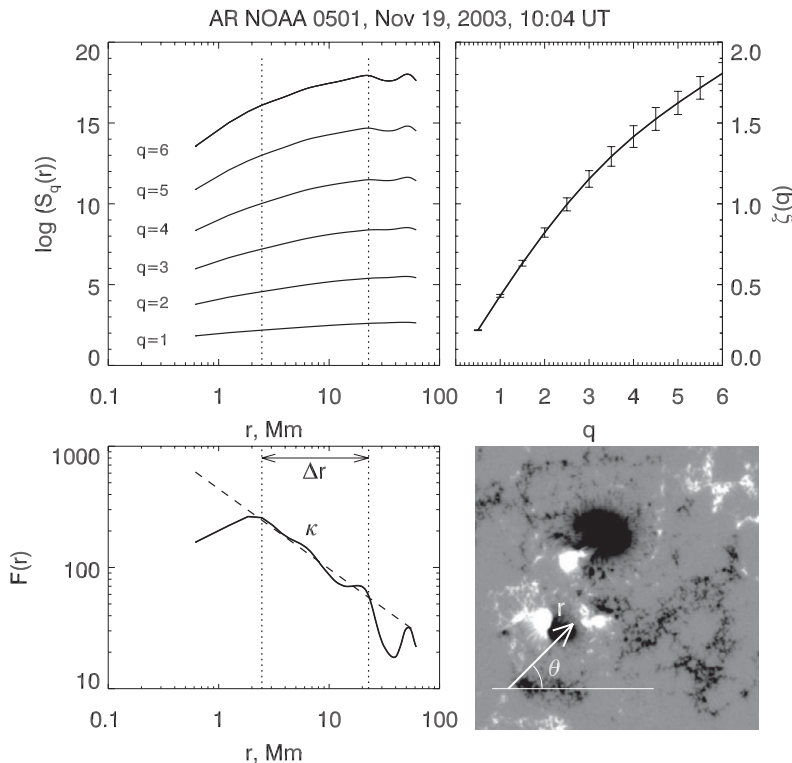 AR NOAA 0501, Nov 19, 2003, 10:04 UT
log (S_q(r))
20
15
10
5
0
q=6
q=5
q=4
q=3
q=2
q=1
0.1 1 10 100
r, Mm
2.0
1.5
1.0
0.5
0.0
ζ(q)
1 2 3 4 5 6
q
F(r)
1000
100
10
Δr
κ
0.1 1 10 100
r, Mm
r
θ